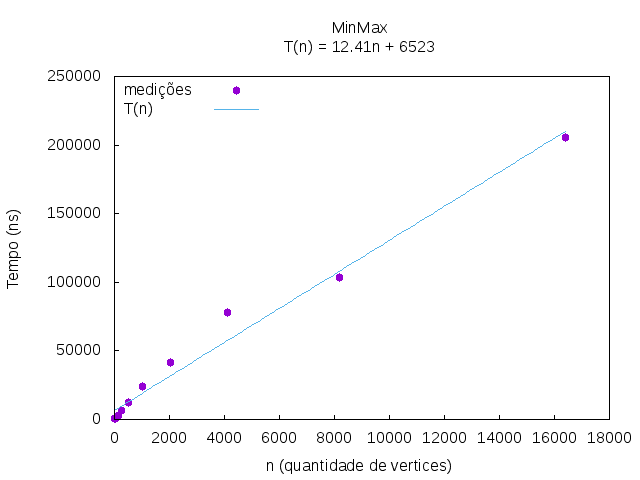 MinMax
T(n) = 12.41n + 6523
250000
200000
150000
100000
50000
0
medições
T(n)
Tempo (ns)
0 2000 4000 6000 8000 10000 12000 14000 16000 18000
n (quantidade de vertices)